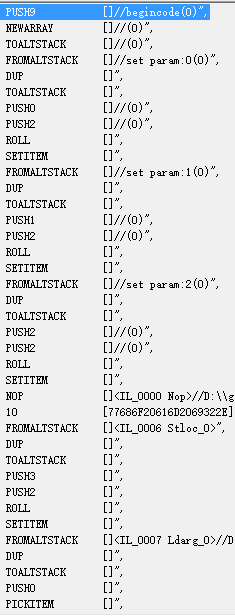 PUSH9 []//begincode(0)",
NEWARRAY []//(0)",
TOALTSTACK []//(0)",
FROMALTSTACK []//set param:0(0)",
DUP []",
TOALTSTACK []",
PUSH0 []//(0)",
PUSH2 []//(0)",
ROLL []",
SETITEM []",
FROMALTSTACK []//set param:1(0)",
DUP []",
TOALTSTACK []",
PUSH1 []//(0)",
PUSH2 []//(0)",
ROLL []",
SETITEM []",
FROMALTSTACK []//set param:2(0)",
DUP []",
TOALTSTACK []",
PUSH2 []//(0)",
PUSH2 []//(0)",
ROLL []",
SETITEM []",
NOP []<IL_0000 Nop>//D:\\g
10 [77686F20616D2069322E]
FROMALTSTACK []<IL_0006 Stloc_0>",
DUP []",
TOALTSTACK []",
PUSH3 []",
PUSH2 []",
ROLL []",
SETITEM []",
FROMALTSTACK []<IL_0007 Ldarg_0>//D
DUP []",
TOALTSTACK []",
PUSH0 []",
PICKITEM []",